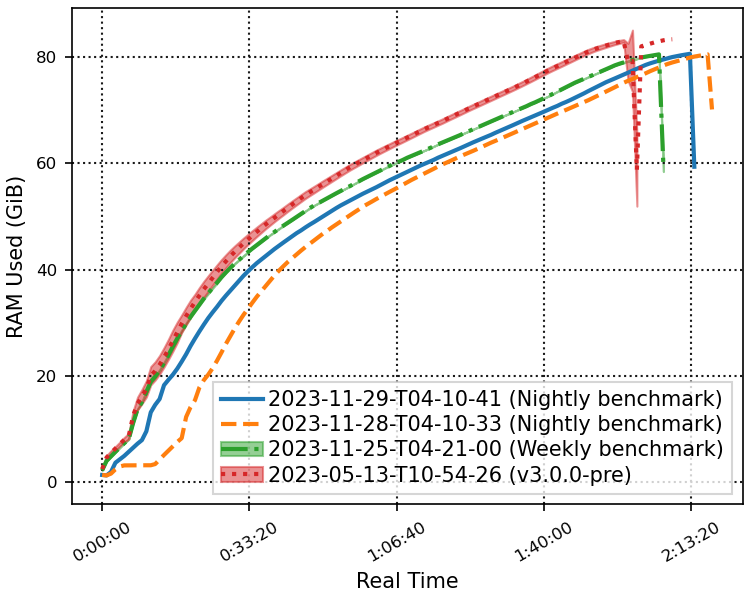 80
60
40
20
0
RAM Used (GiB)
2023-11-29-T04-10-41 (Nightly benchmark)
2023-11-28-T04-10-33 (Nightly benchmark)
2023-11-25-T04-21-00 (Weekly benchmark)
2023-05-13-T10-54-26 (v3.0.0-pre)
0:00:00
0:33:20
1:06:40
1:40:00
2:13:20
Real Time